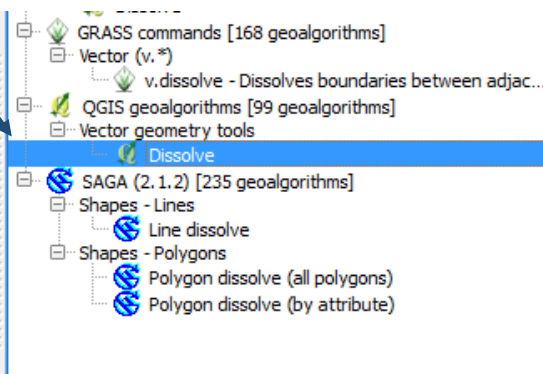 Dissolve
GRASS commands [168 geoalgorithms]
Vector (v.*)
v.dissolve - Dissolves boundaries between adjac...
QGIS geoalgorithms [99 geoalgorithms]
Vector geometry tools
Dissolve
SAGA (2.1.2) [235 geoalgorithms]
Shapes - Lines
Line dissolve
Shapes - Polygons
Polygon dissolve (all polygons)
Polygon dissolve (by attribute)